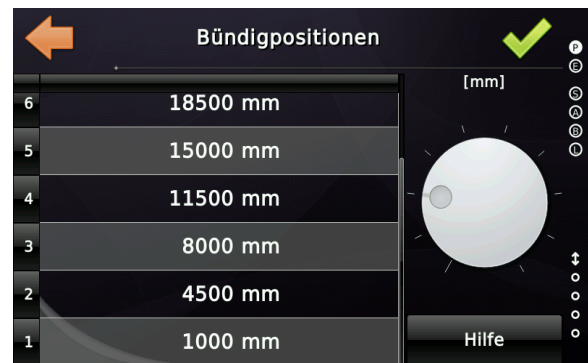 Bündigpositionen
P
E
S
A
B
L
[mm]
6 18500 mm
5 15000 mm
4 11500 mm
3 8000 mm
2 4500 mm
1 1000 mm
Hilfe